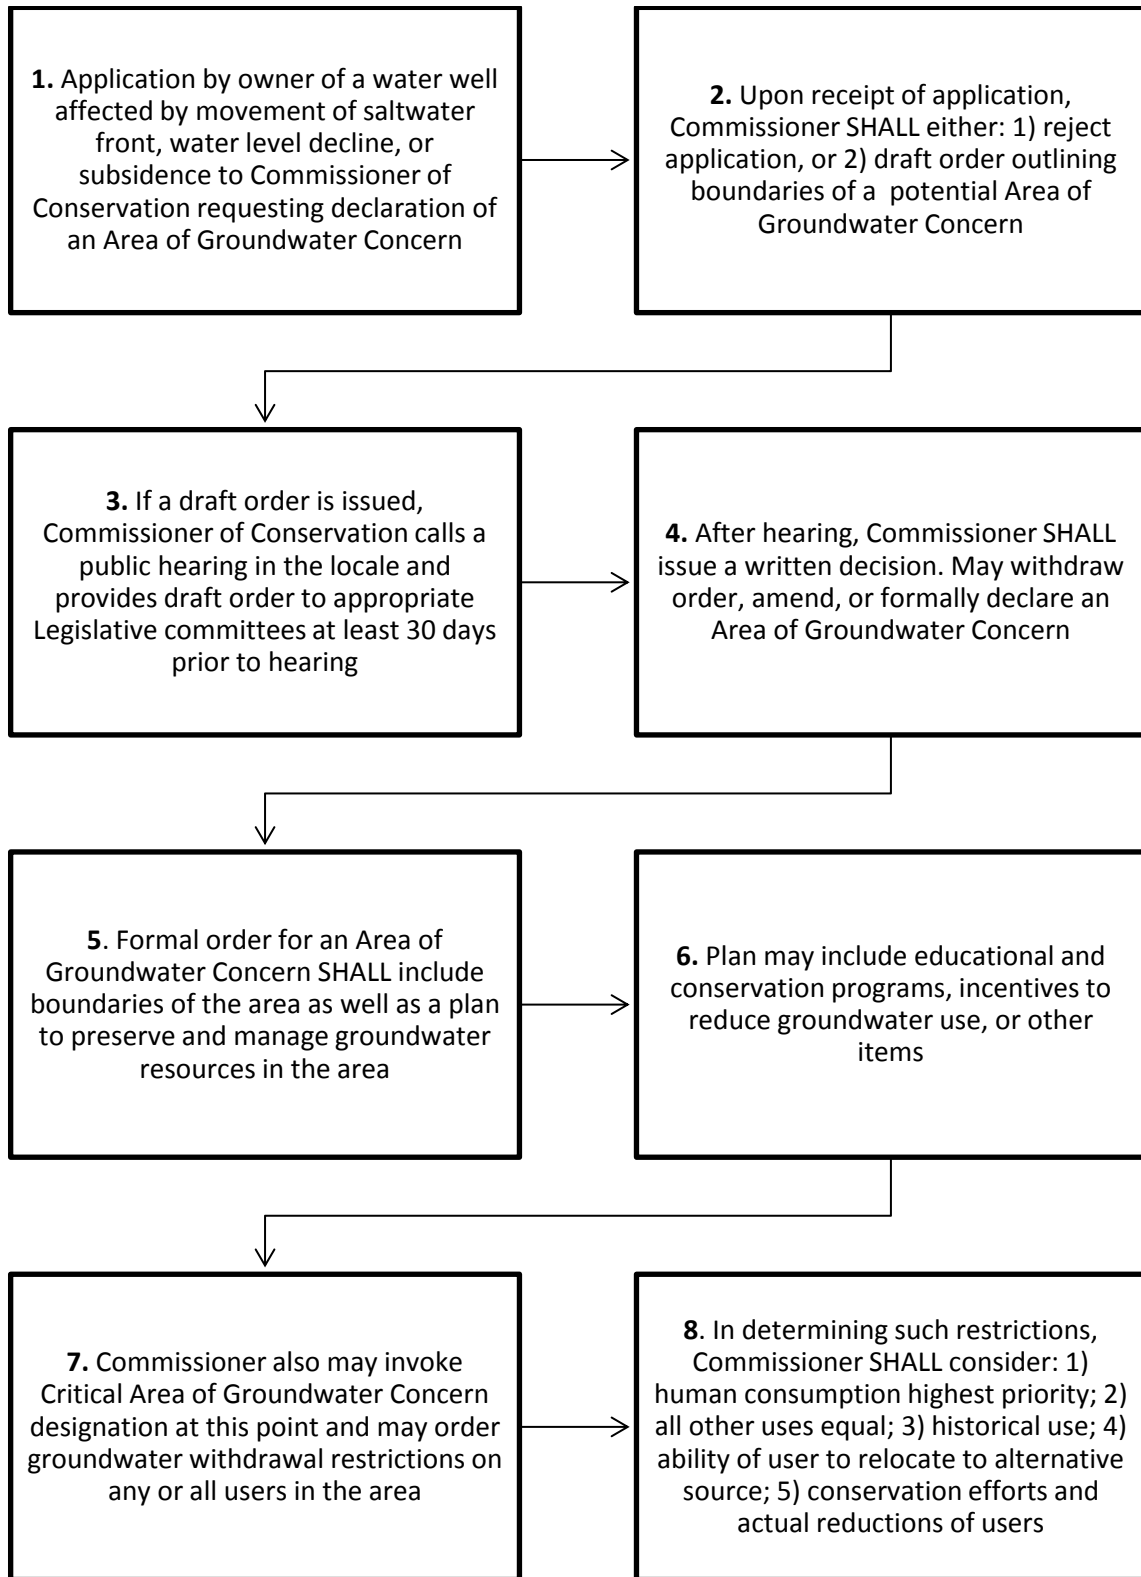 1. Application by owner of a water well
affected by movement of saltwater
front, water level decline, or
subsidence to Commissioner of
Conservation requesting declaration of
an Area of Groundwater Concern
2. Upon receipt of application,
Commissioner SHALL either: 1) reject
application, or 2) draft order outlining
boundaries of a potential Area of
Groundwater Concern
3. If a draft order is issued,
Commissioner of Conservation calls a
public hearing in the locale and
provides draft order to appropriate
Legislative committees at least 30 days
prior to hearing
4. After hearing, Commissioner SHALL
issue a written decision. May withdraw
order, amend, or formally declare an
Area of Groundwater Concern
5. Formal order for an Area of
Groundwater Concern SHALL include
boundaries of the area as well as a plan
to preserve and manage groundwater
resources in the area
6. Plan may include educational and
conservation programs, incentives to
reduce groundwater use, or other
items
7. Commissioner also may invoke
Critical Area of Groundwater Concern
designation at this point and may order
groundwater withdrawal restrictions on
any or all users in the area
8. In determining such restrictions,
Commissioner SHALL consider: 1)
human consumption highest priority; 2)
all other uses equal; 3) historical use; 4)
ability of user to relocate to alternative
source; 5) conservation efforts and
actual reductions of users